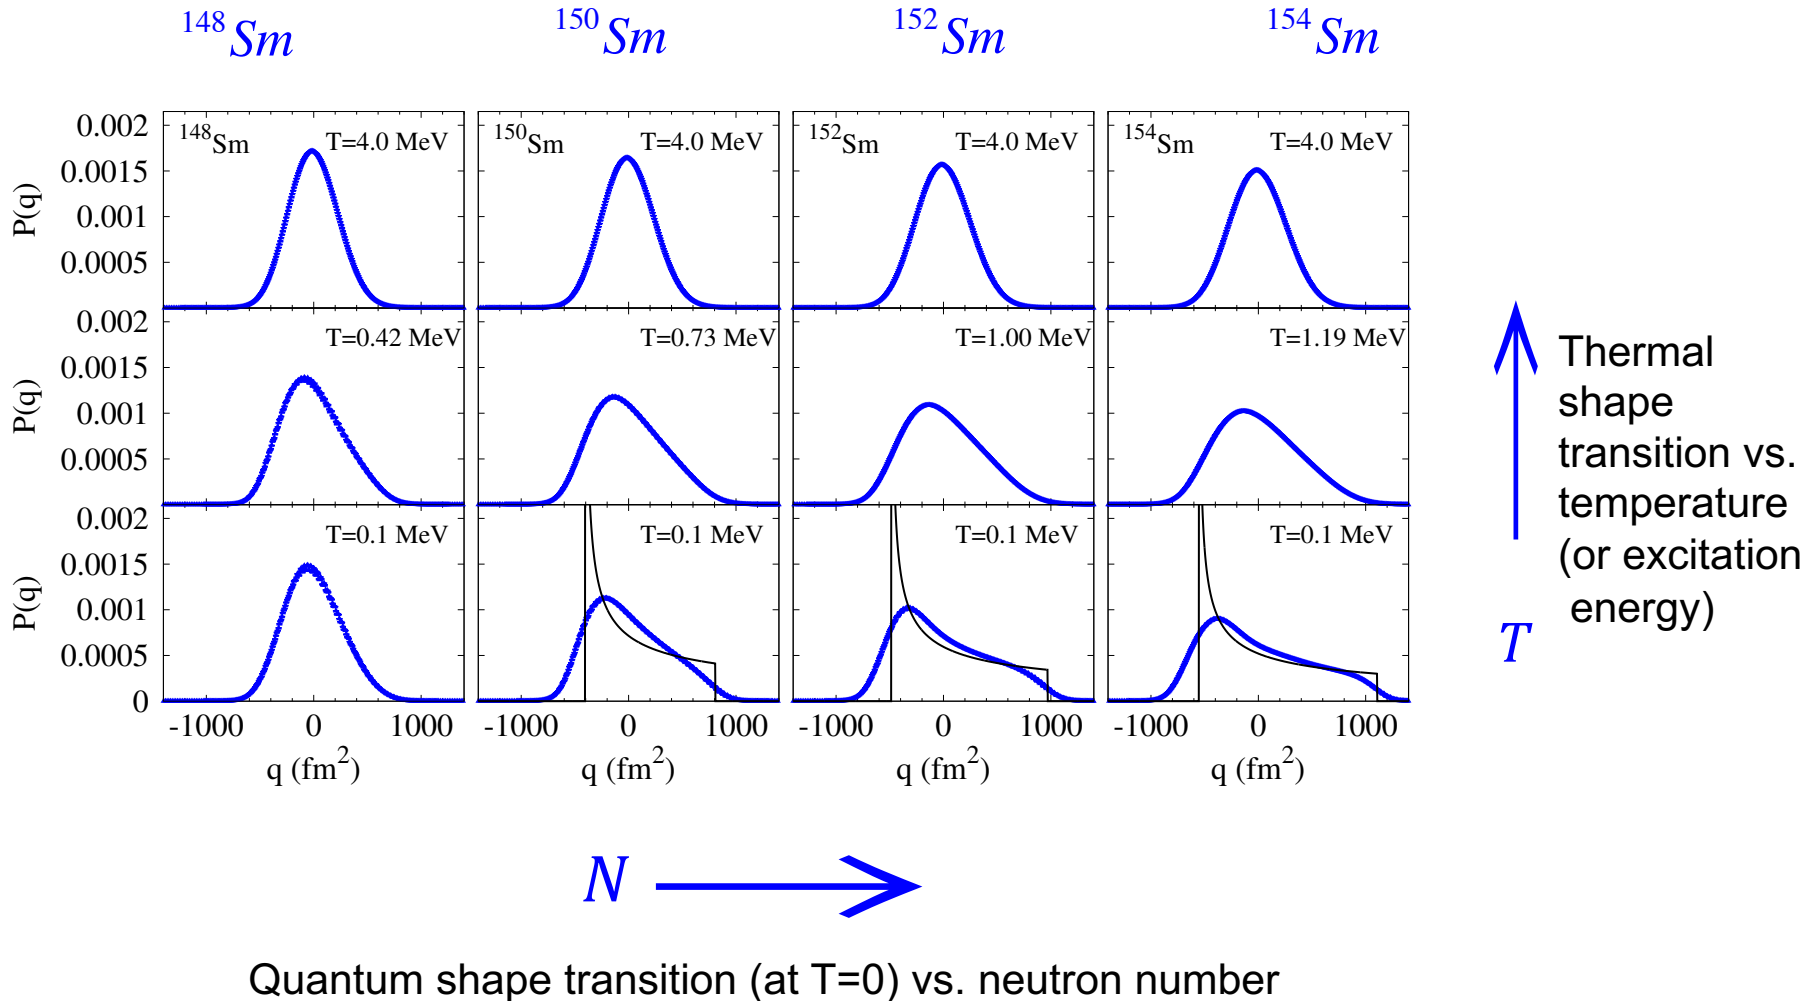 148Sm 150Sm 152Sm 154Sm
148Sm T=4.0 MeV 150Sm T=4.0 MeV 152Sm T=4.0 MeV 154Sm T=4.0 MeV
0.002
0.0015
0.001
0.0005
P(q)
T=0.42 MeV T=0.73 MeV T=1.00 MeV T=1.19 MeV
0.002
0.0015
0.001
0.0005
P(q)
T=0.1 MeV T=0.1 MeV T=0.1 MeV T=0.1 MeV
0.002
0.0015
0.001
0.0005
0
P(q)
-1000 0 1000 -1000 0 1000 -1000 0 1000 -1000 0 1000
q (fm2) q (fm2) q (fm2) q (fm2)
Thermal
shape
transition vs.
temperature
(or excitation
energy)
T
N
Quantum shape transition (at T=0) vs. neutron number